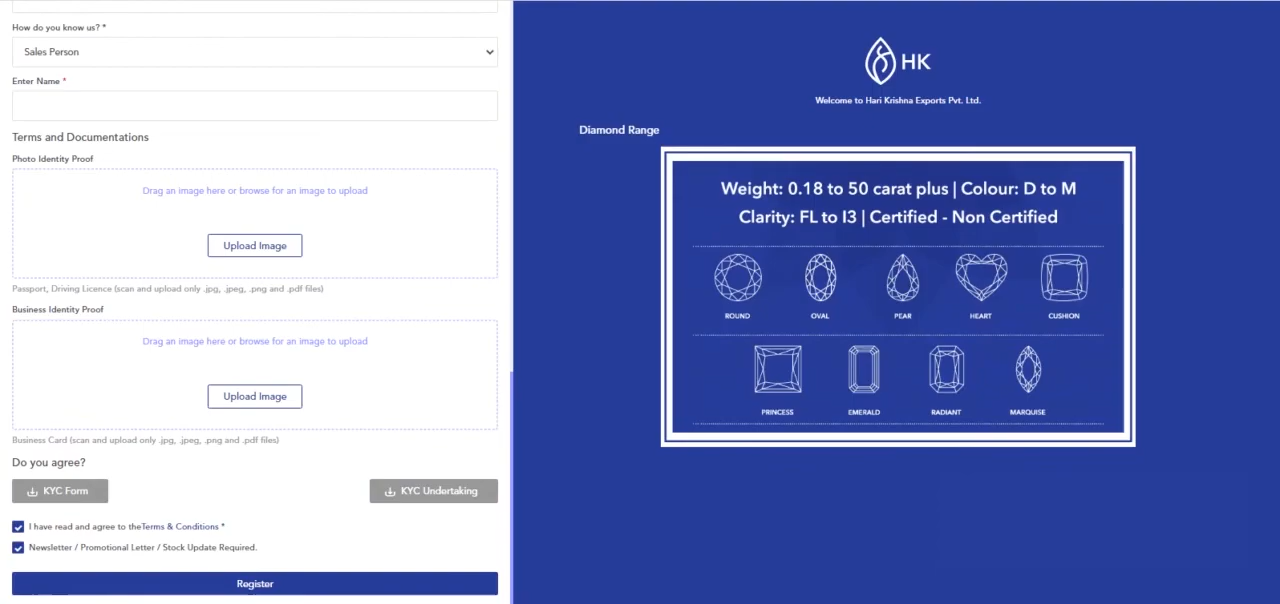 How do you know us? *
Sales Person
Enter Name *
Terms and Documentations
Photo Identity Proof
Drag an image here or browse for an image to upload
Upload Image
Passport, Driving Licence (scan and upload only .jpg, .jpeg, .png and .pdf files)
Business Identity Proof
Drag an image here or browse for an image to upload
Upload Image
Business Card (scan and upload only .jpg, .jpeg, .png and .pdf files)
Do you agree?
KYC Form
KYC Undertaking
I have read and agree to theTerms & Conditions *
Newsletter / Promotional Letter / Stock Update Required.
Register
HK
Welcome to Hari Krishna Exports Pvt. Ltd.
Diamond Range
Weight: 0.18 to 50 carat plus | Colour: D to M
Clarity: FL to I3 | Certified - Non Certified
ROUND
OVAL
PEAR
HEART
CUSHION
PRINCESS
EMERALD
RADIANT
MARQUISE